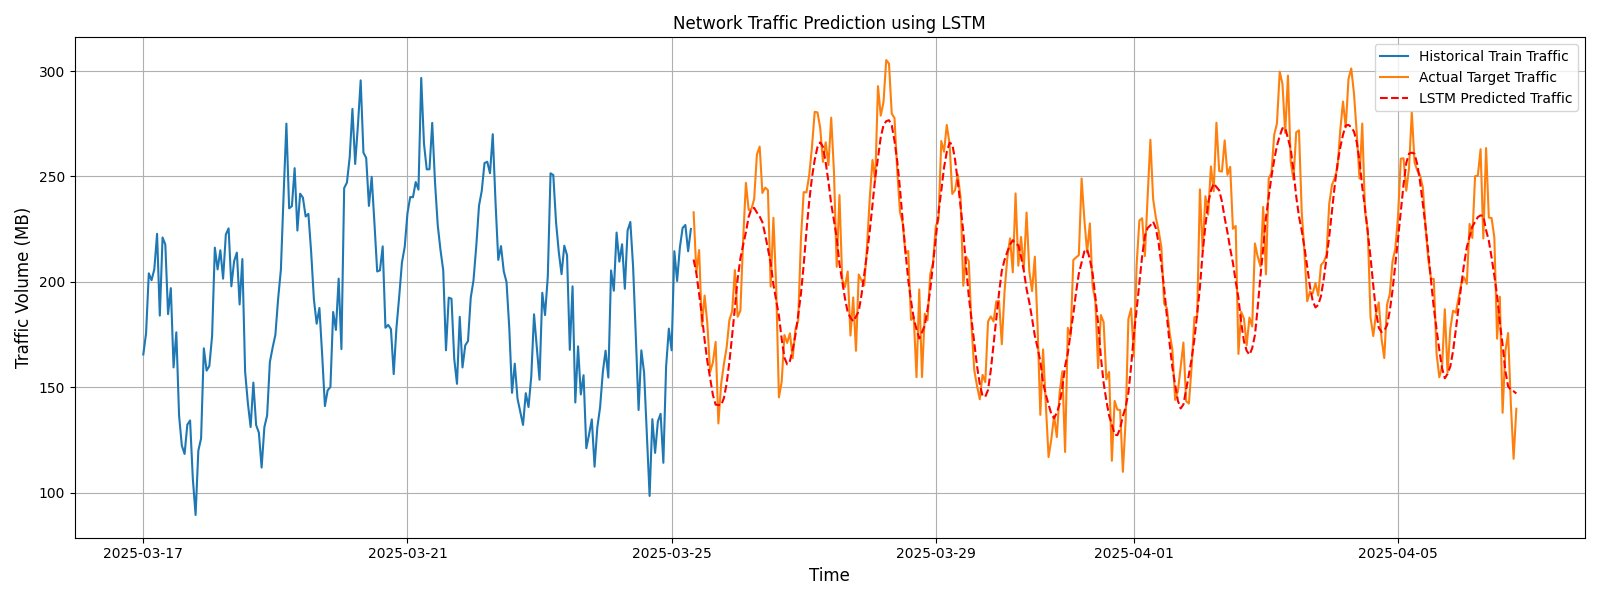 Network Traffic Prediction using LSTM
Historical Train Traffic
Actual Target Traffic
LSTM Predicted Traffic
Traffic Volume (MB)
300
250
200
150
100
2025-03-17
2025-03-21
2025-03-25
2025-03-29
2025-04-01
2025-04-05
Time